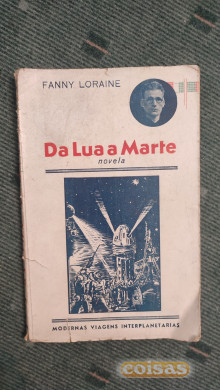 FANNY LORAINE
Da Lua a Marte
novela
MODERNAS VIAGENS INTERPLANETARIAS
coisas